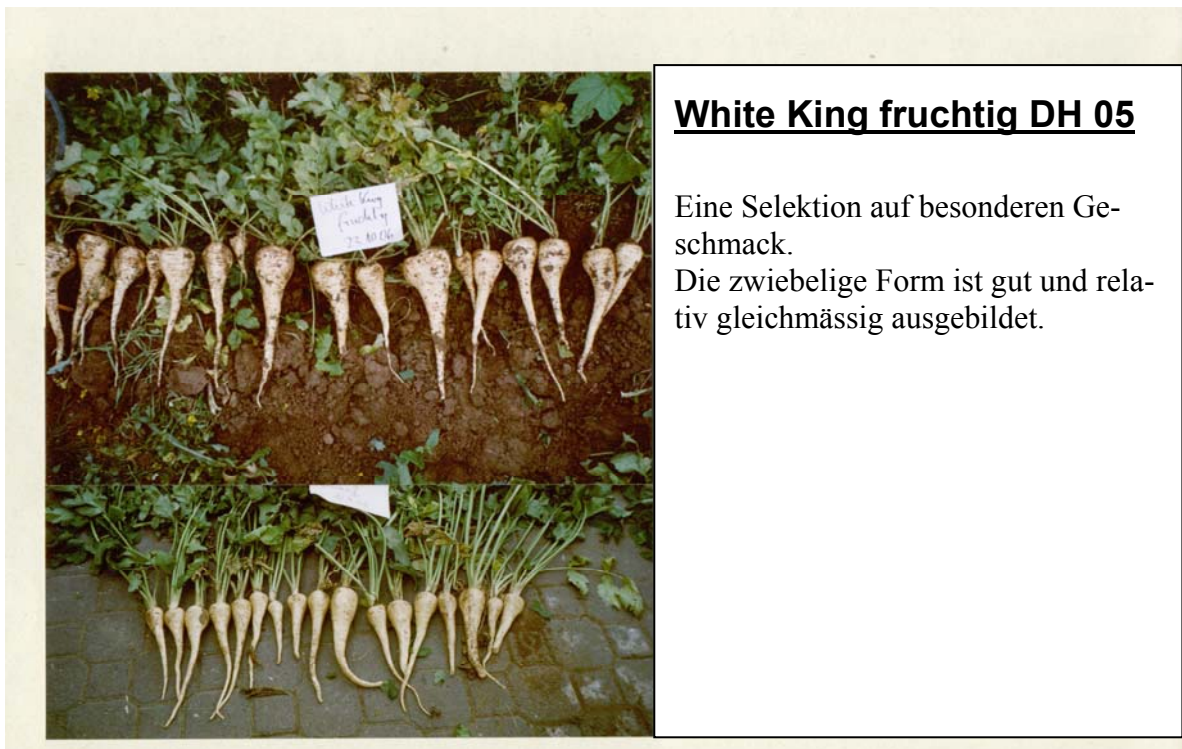 White King
fruchtig
22.10.06
White King fruchtig DH 05
Eine Selektion auf besonderen Ge-
schmack.
Die zwiebelige Form ist gut und rela-
tiv gleichmässig ausgebildet.